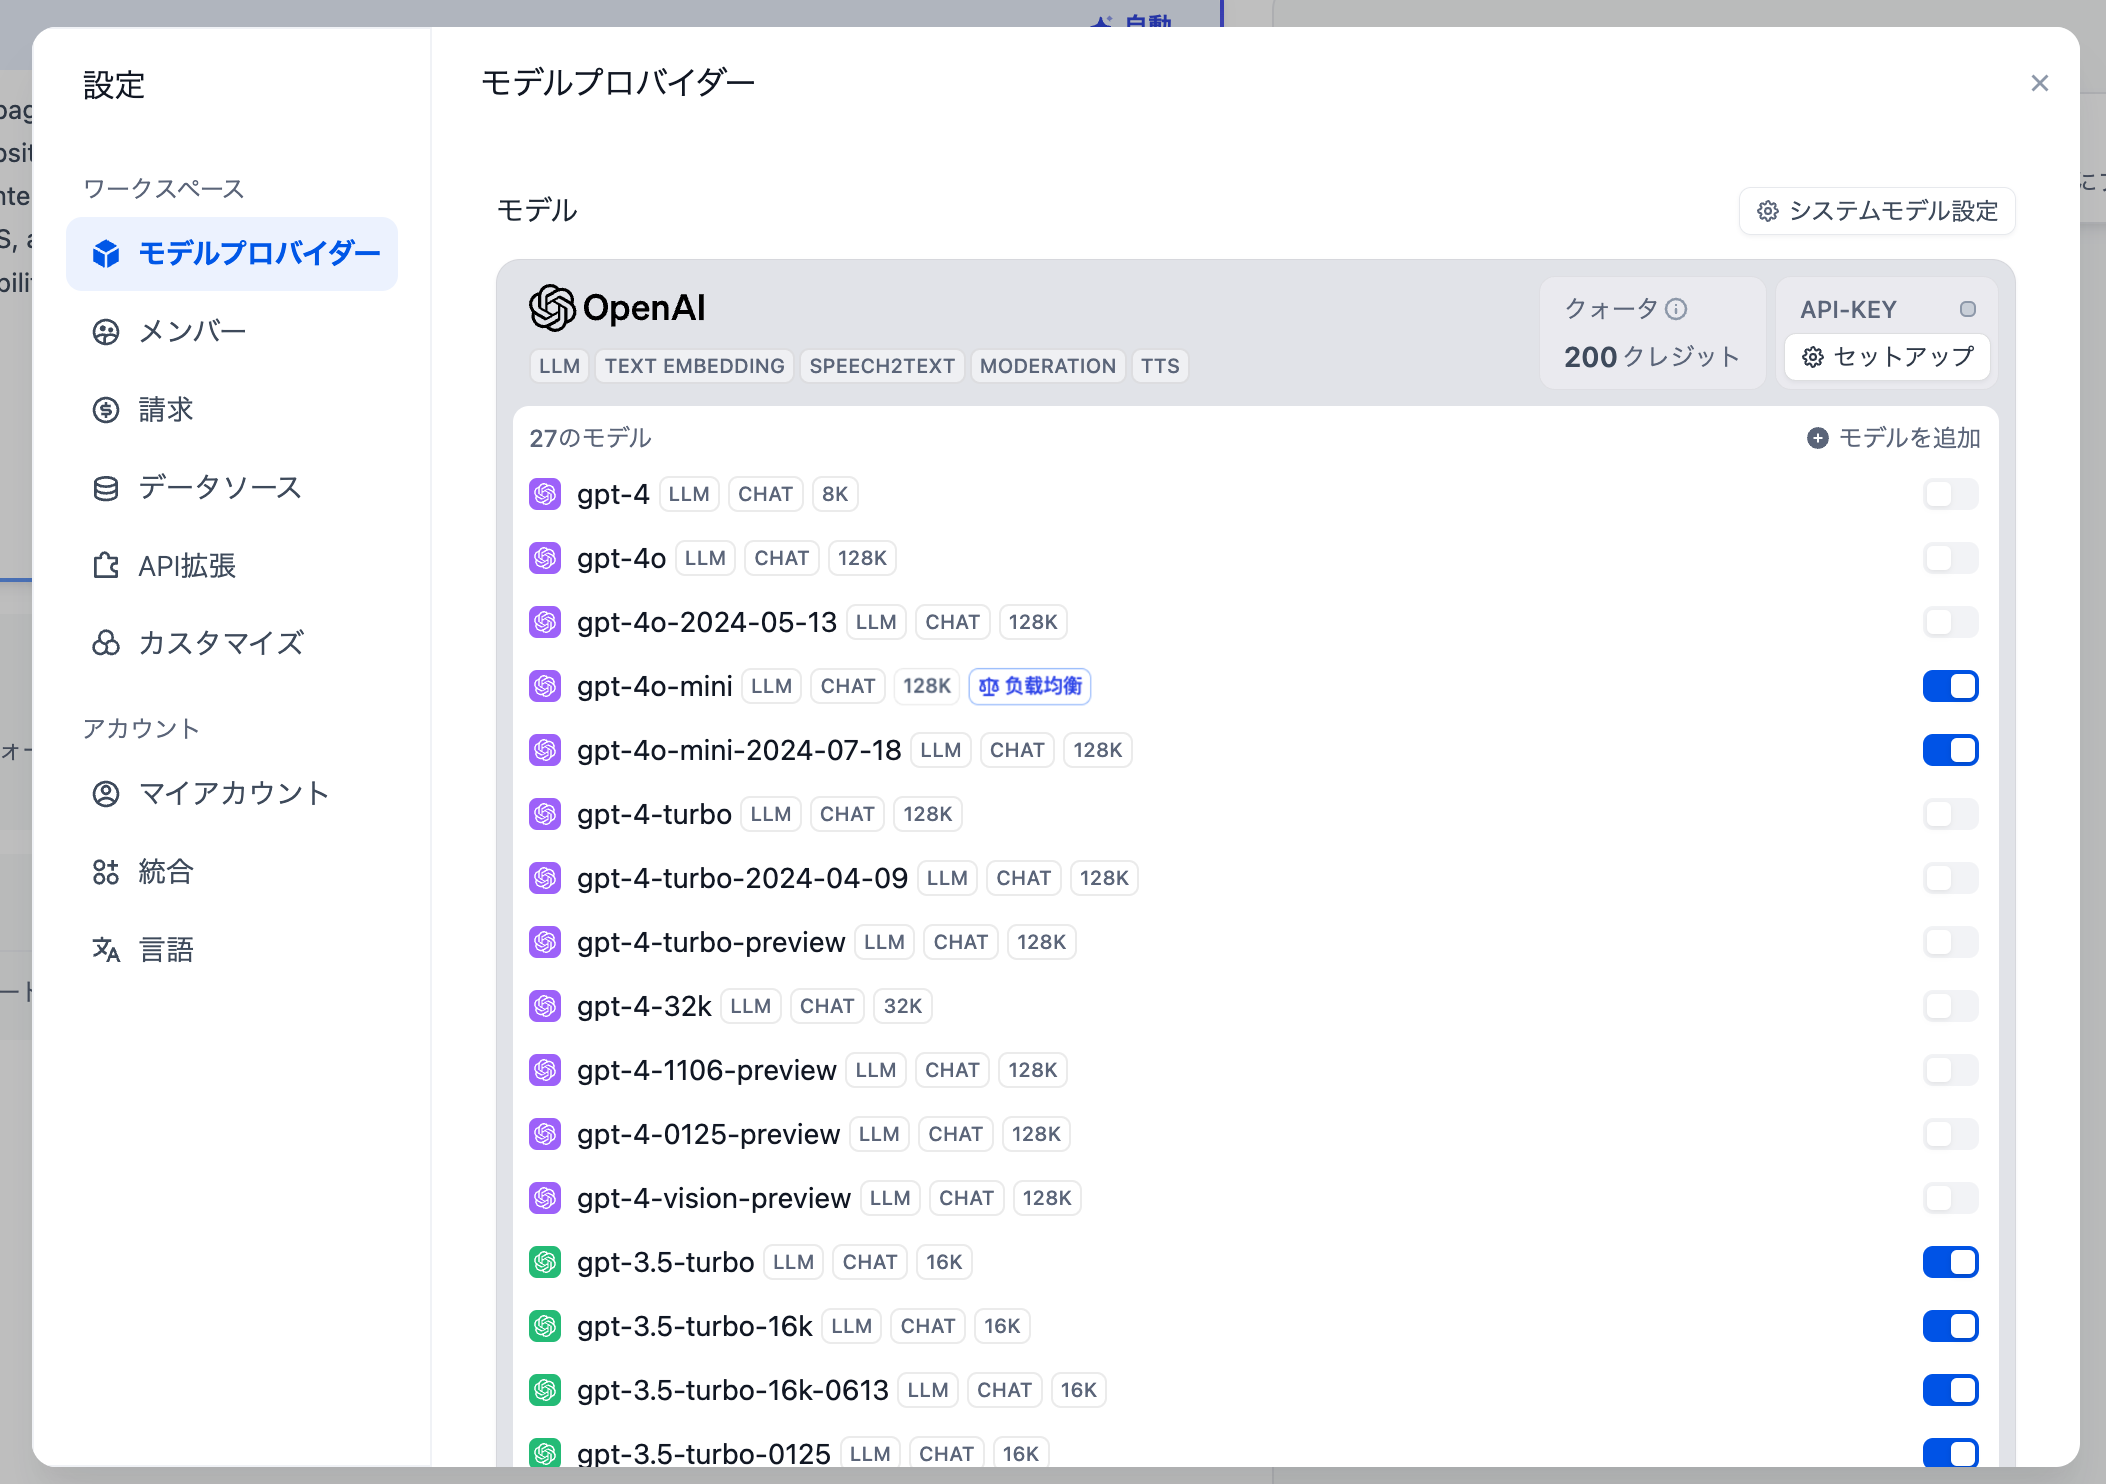 自動
設定
ワークスペース
モデルプロバイダー
メンバー
請求
データソース
API拡張
カスタマイズ
アカウント
マイアカウント
統合
言語
モデルプロバイダー
モデル
システムモデル設定
OpenAI
LLM TEXT EMBEDDING SPEECH2TEXT MODERATION TTS
クォータ
200 クレジット
API-KEY
セットアップ
27のモデル
モデルを追加
gpt-4 LLM CHAT 8K
gpt-4o LLM CHAT 128K
gpt-4o-2024-05-13 LLM CHAT 128K
gpt-4o-mini LLM CHAT 128K 负载均衡
gpt-4o-mini-2024-07-18 LLM CHAT 128K
gpt-4-turbo LLM CHAT 128K
gpt-4-turbo-2024-04-09 LLM CHAT 128K
gpt-4-turbo-preview LLM CHAT 128K
gpt-4-32k LLM CHAT 32K
gpt-4-1106-preview LLM CHAT 128K
gpt-4-0125-preview LLM CHAT 128K
gpt-4-vision-preview LLM CHAT 128K
gpt-3.5-turbo LLM CHAT 16K
gpt-3.5-turbo-16k LLM CHAT 16K
gpt-3.5-turbo-16k-0613 LLM CHAT 16K
gpt-3.5-turbo-0125 LLM CHAT 16K